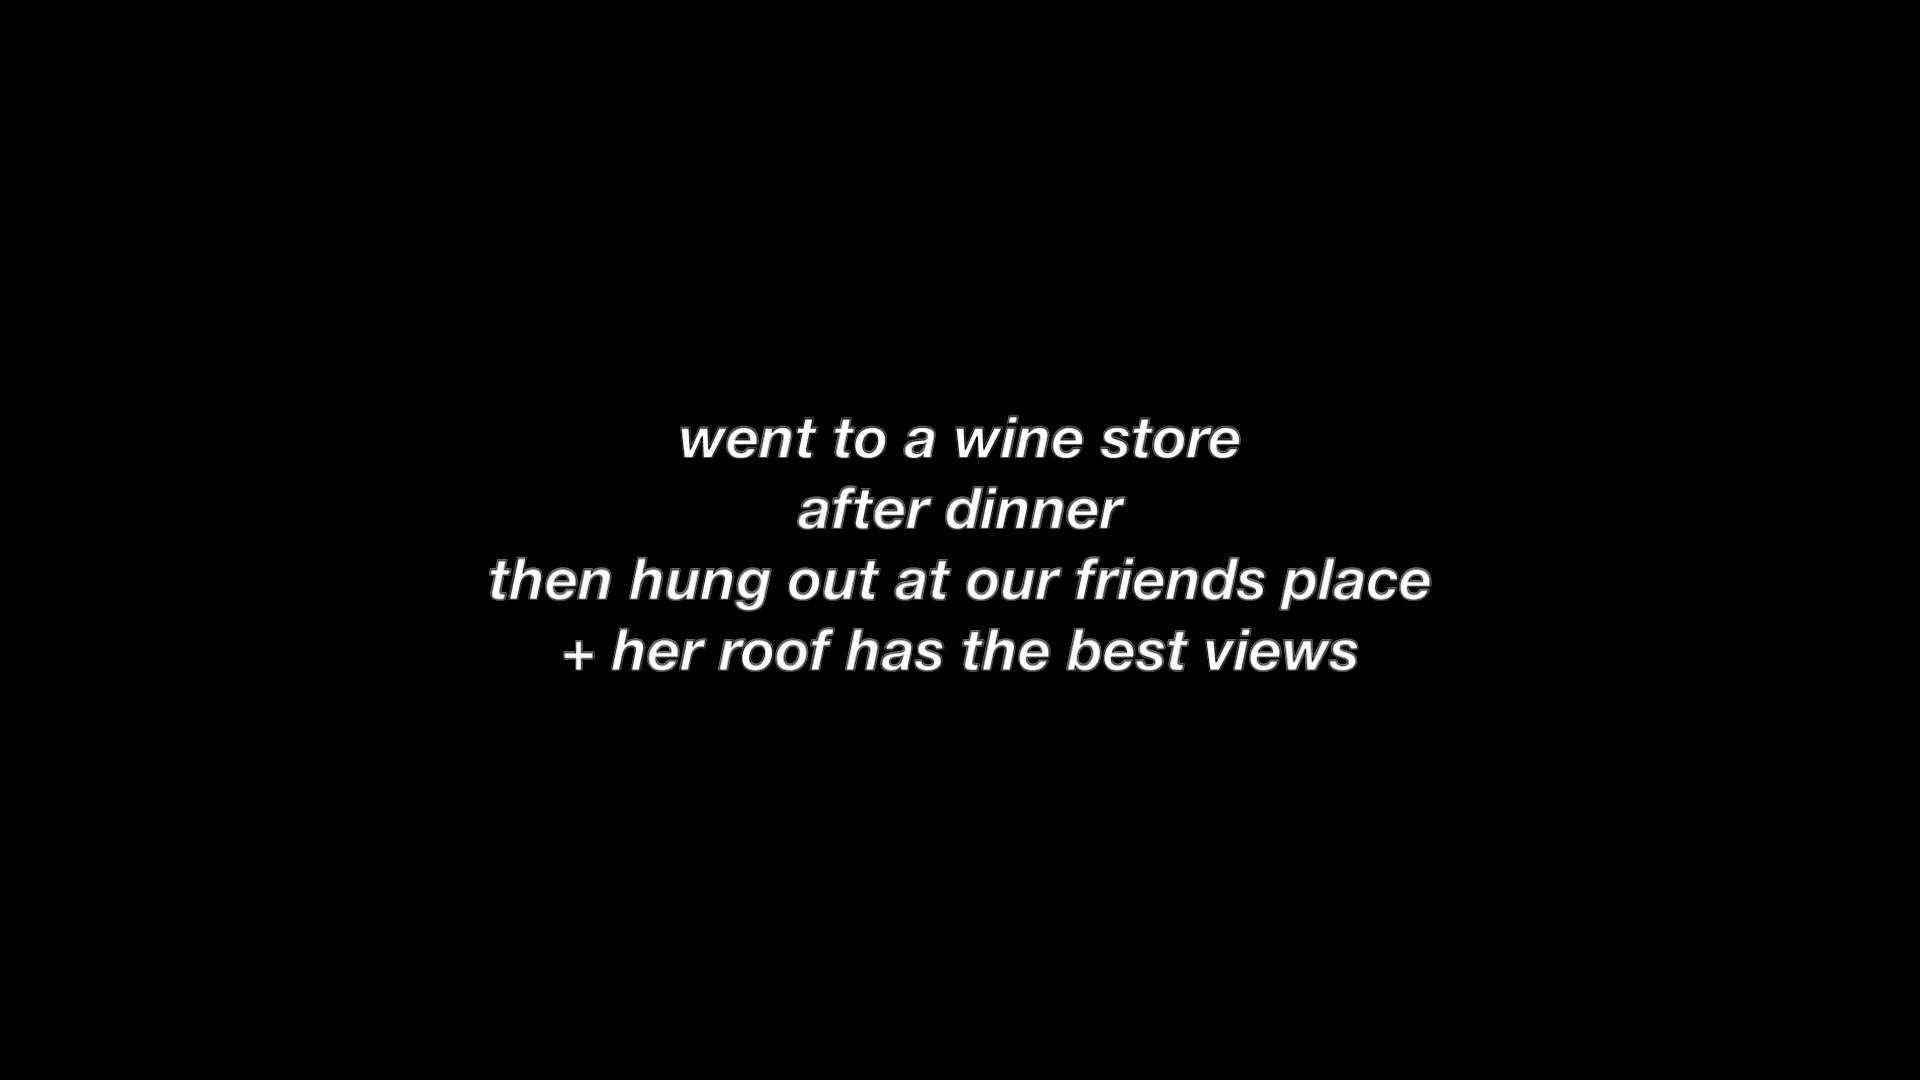 went to a wine store
after dinner
then hung out at our friends place
+ her roof has the best views